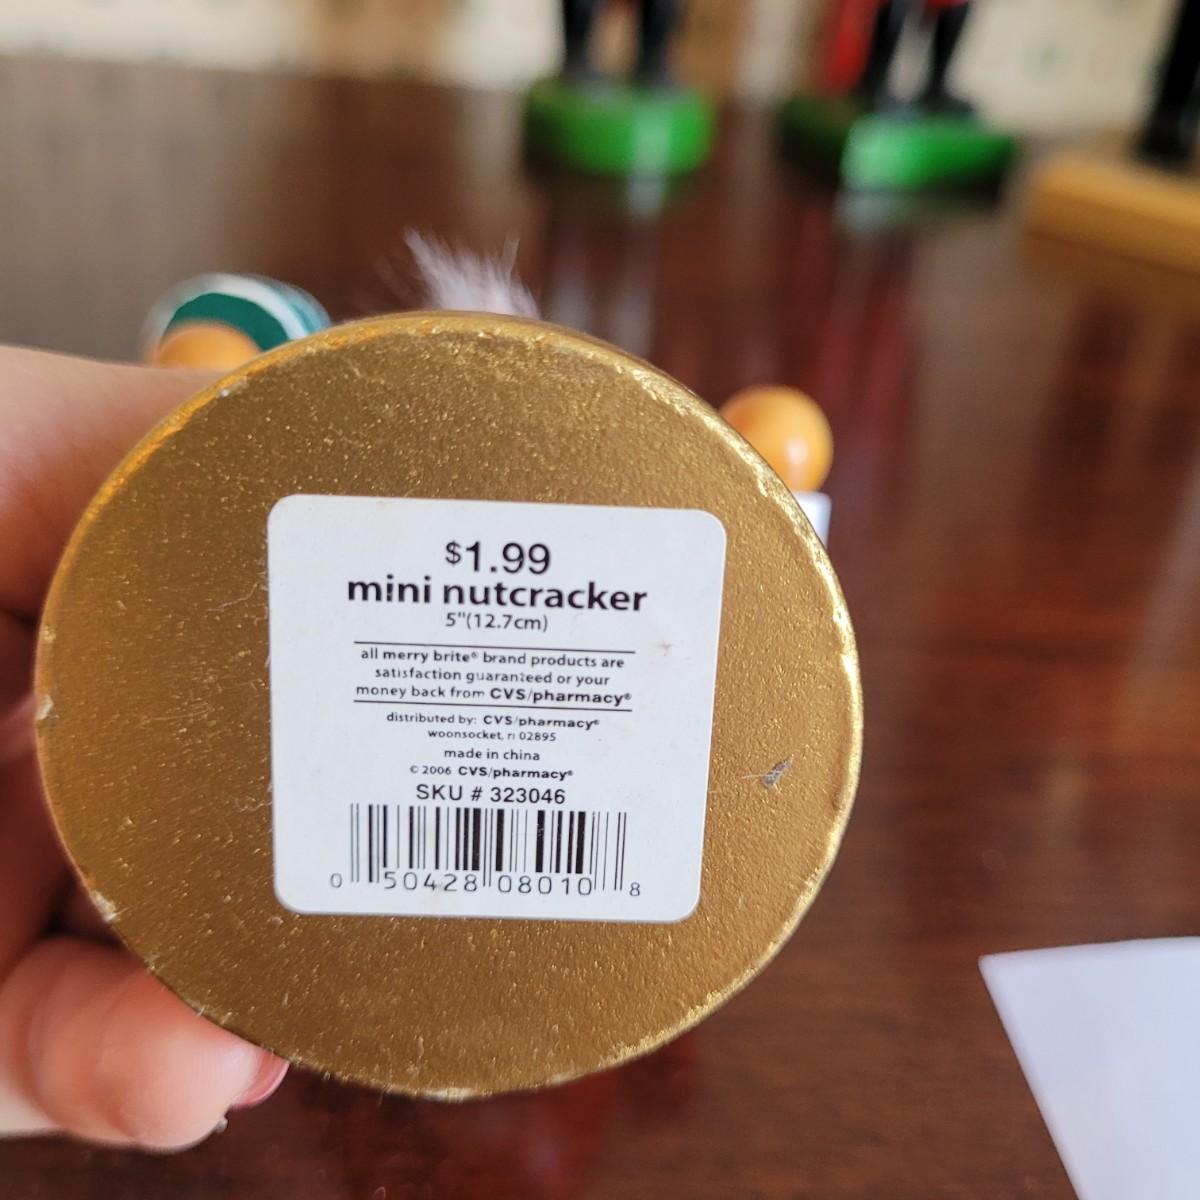 $1.99
mini nutcracker
5"(12.7cm)
all merry brite® brand products are
satisfaction guaranteed or your
money back from CVS/pharmacy®
distributed by: CVS/pharmacy®
woonsocket, ri 02895
made in china
© 2006 CVS/pharmacy®
SKU # 323046
0 50428 08010 8